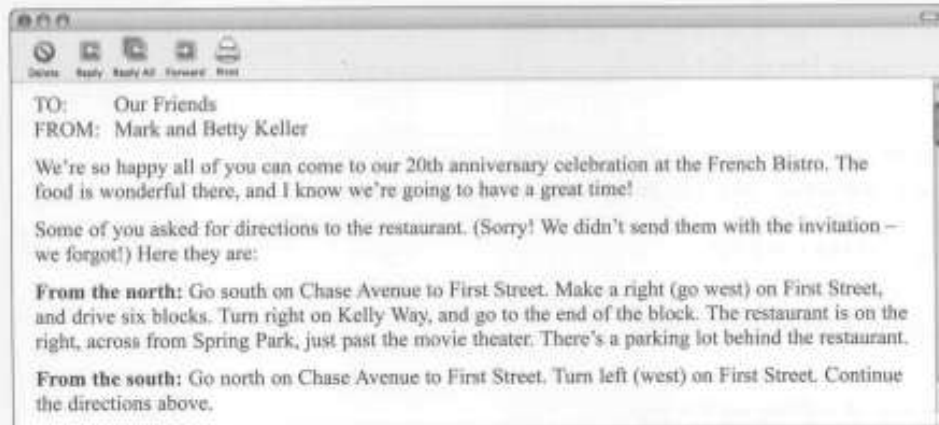 Delete Reply Reply All Forward Print
TO: Our Friends
FROM: Mark and Betty Keller
We're so happy all of you can come to our 20th anniversary celebration at the French Bistro. The
food is wonderful there, and I know we're going to have a great time!
Some of you asked for directions to the restaurant. (Sorry! We didn't send them with the invitation –
we forgot!) Here they are:
From the north: Go south on Chase Avenue to First Street. Make a right (go west) on First Street,
and drive six blocks. Turn right on Kelly Way, and go to the end of the block. The restaurant is on the
right, across from Spring Park, just past the movie theater. There's a parking lot behind the restaurant.
From the south: Go north on Chase Avenue to First Street. Turn left (west) on First Street. Continue
the directions above.